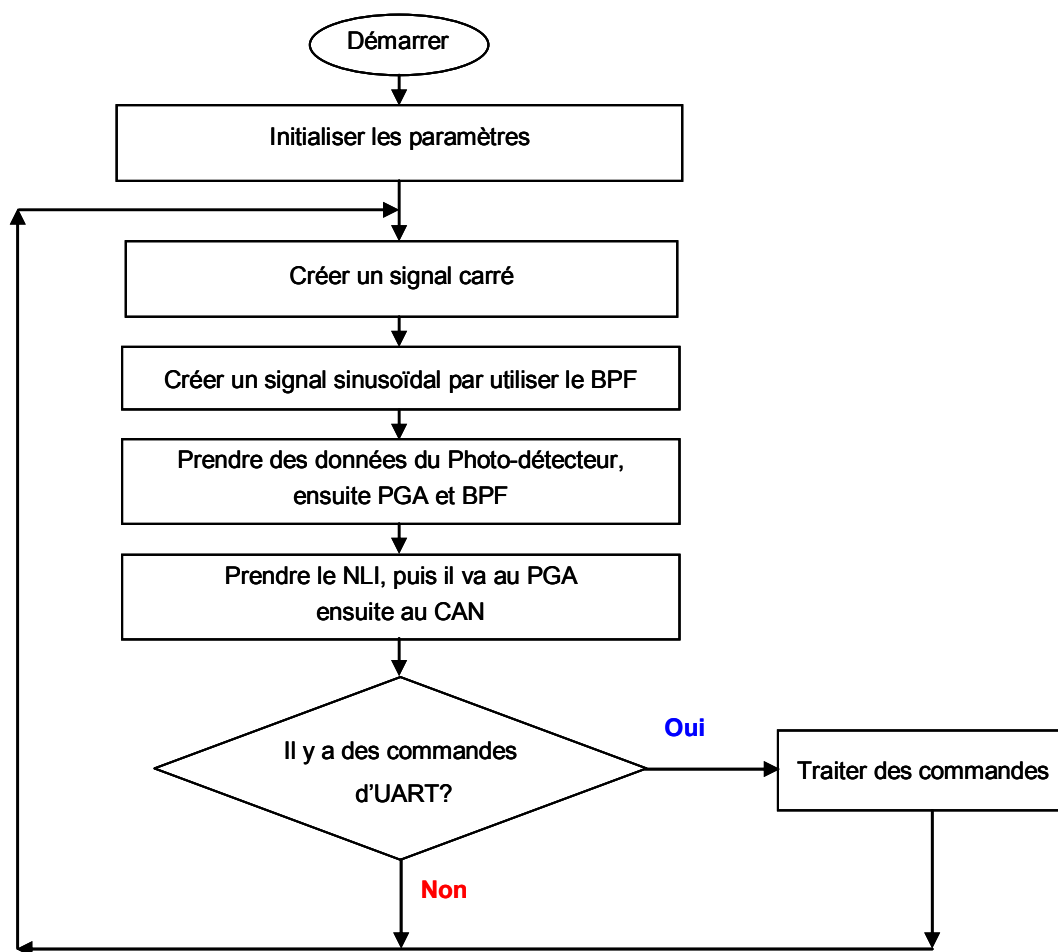 Démarrer
Initialiser les paramètres
Créer un signal carré
Créer un signal sinusoïdal par utiliser le BPF
Prendre des données du Photo-détecteur,
ensuite PGA et BPF
Prendre le NLI, puis il va au PGA
ensuite au CAN
Il y a des commandes
d'UART?
Oui
Traiter des commandes
Non